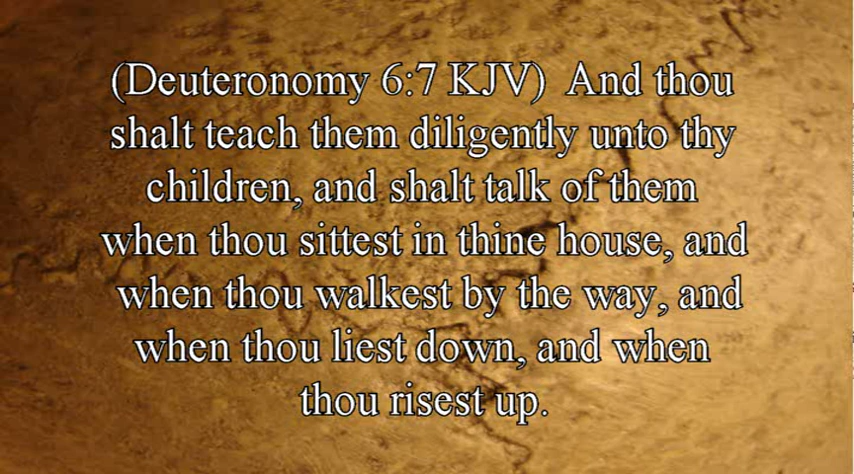 (Deuteronomy 6:7 KJV)  And thou
shalt teach them diligently unto thy
children, and shalt talk of them
when thou sittest in thine house, and
when thou walkest by the way, and
when thou liest down, and when
thou risest up.